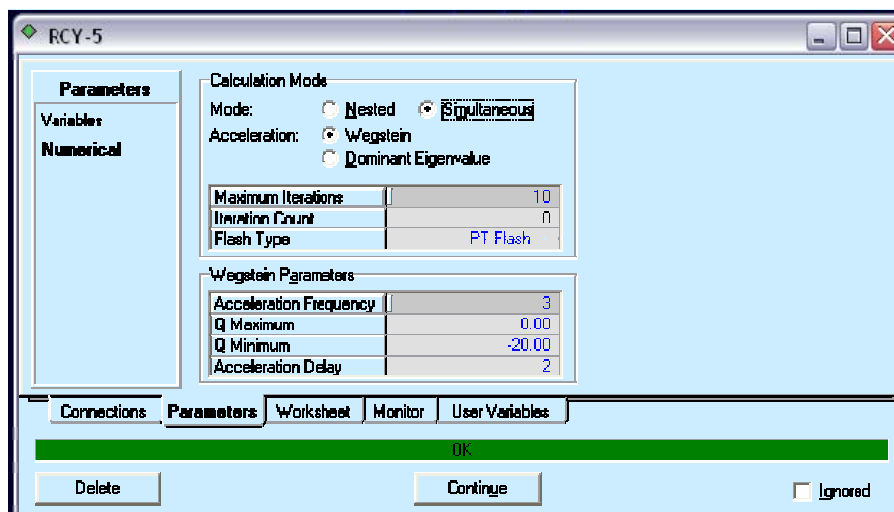 RCY-5
Parameters
Variables
Numerical
Calculation Mode
Mode: Nested Simultaneous
Acceleration: Wegstein
Dominant Eigenvalue
Maximum Iterations 10
Iteration Count 0
Flash Type PT Flash
Wegstein Parameters
Acceleration Frequency 3
Q Maximum 0.00
Q Minimum -20.00
Acceleration Delay 2
Connections Parameters Worksheet Monitor User Variables
OK
Delete Continue Ignored